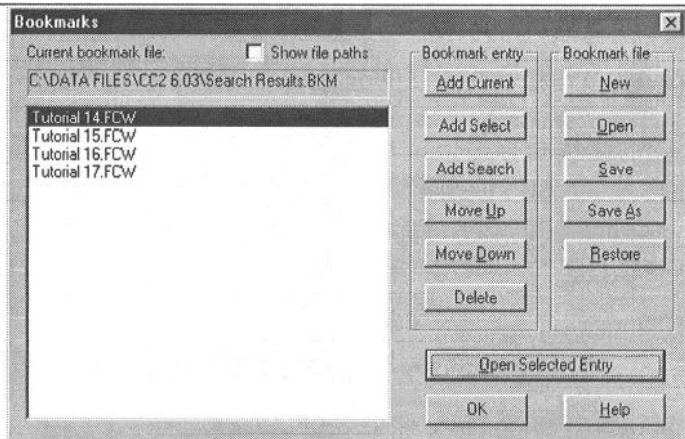 Bookmarks
Current bookmark file:
Show file paths
C:\DATA FILES\CC2 6.03\Search Results.BKM
Tutorial 14.FCW
Tutorial 15.FCW
Tutorial 16.FCW
Tutorial 17.FCW
Bookmark entry
Add Current
Add Select
Add Search
Move Up
Move Down
Delete
Bookmark file
New
Open
Save
Save As
Restore
Open Selected Entry
OK
Help